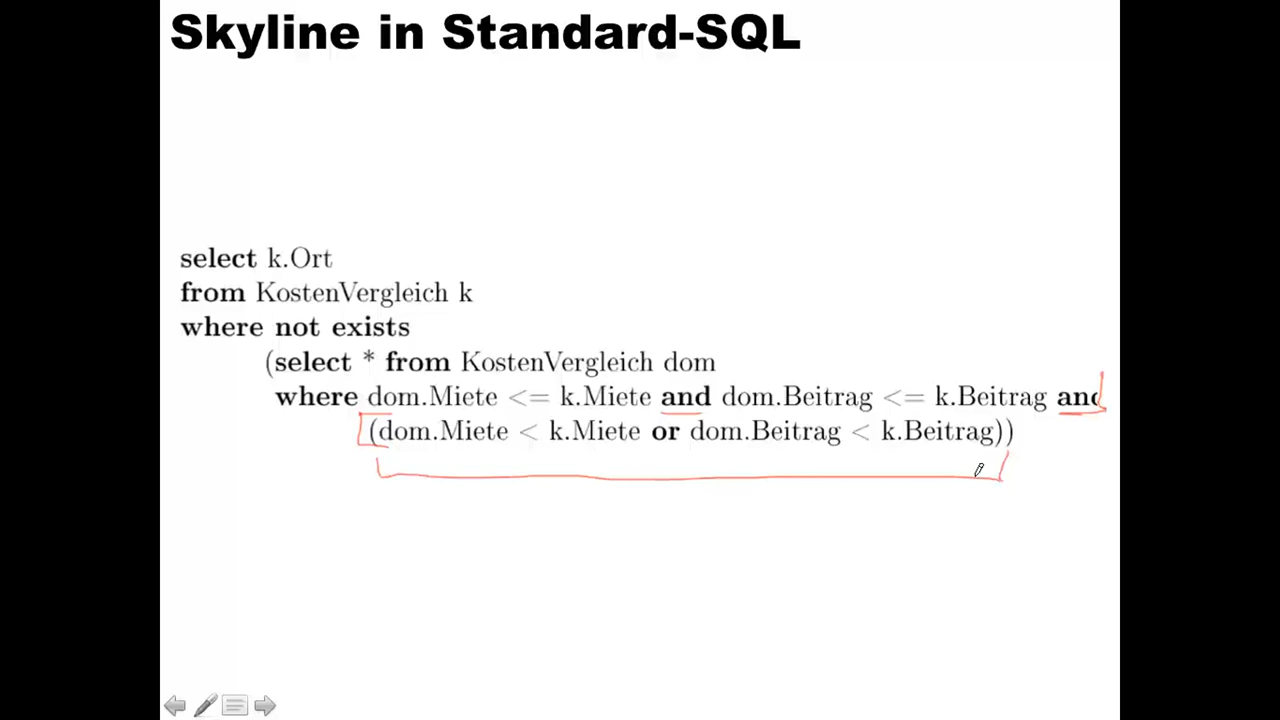 Skyline in Standard-SQL
select k.Ort
from KostenVergleich k
where not exists
(select * from KostenVergleich dom
where dom.Miete <= k.Miete and dom.Beitrag <= k.Beitrag and
(dom.Miete < k.Miete or dom.Beitrag < k.Beitrag))